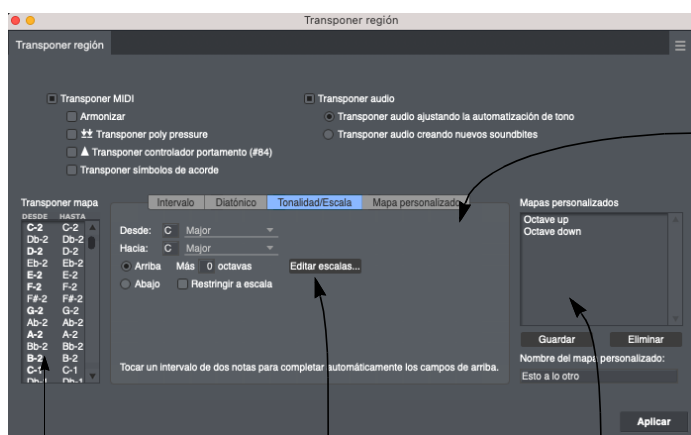 Transponer región
Transponer región
Transponer MIDI
Armonizar
Transponer poly pressure
Transponer controlador portamento (#84)
Transponer símbolos de acorde
Transponer audio
Transponer audio ajustando la automatización de tono
Transponer audio creando nuevos soundbites
Transponer mapa
DESDE HASTA
C-2 C-2
Db-2 Db-2
D-2 D-2
Eb-2 Eb-2
E-2 E-2
F-2 F-2
F#-2 F#-2
G-2 G-2
Ab-2 Ab-2
A-2 A-2
Bb-2 Bb-2
B-2 B-2
C-1 C-1
Db-1 Db-1
Intervalo Diatónico Tonalidad/Escala Mapa personalizado
Desde: C Major
Hacia: C Major
Arriba Más 0 octavas Editar escalas...
Abajo Restringir a escala
Tocar un intervalo de dos notas para completar automáticamente los campos de arriba.
Mapas personalizados
Octave up
Octave down
Guardar Eliminar
Nombre del mapa personalizado:
Esto a lo otro
Aplicar